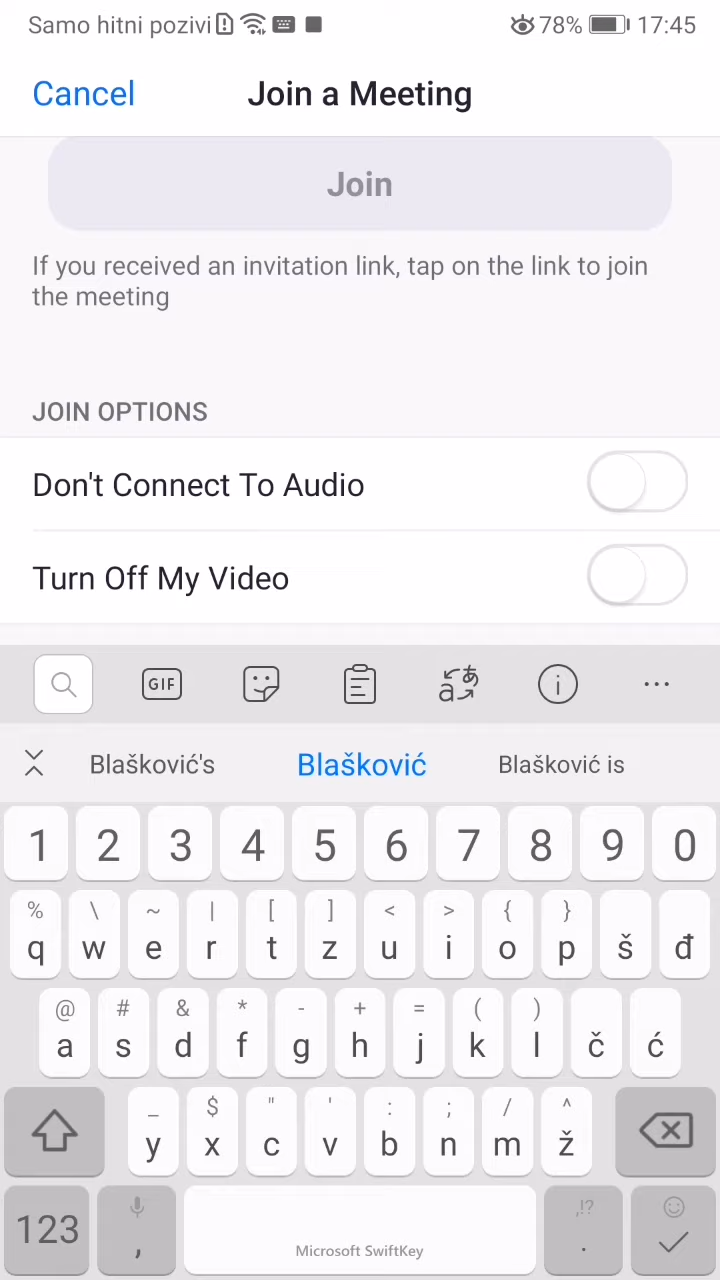 Samo hitni pozivi 78% 17:45
Cancel Join a Meeting
Join
If you received an invitation link, tap on the link to join
the meeting
JOIN OPTIONS
Don't Connect To Audio
Turn Off My Video
GIF
Blašković's Blašković Blašković is
1 2 3 4 5 6 7 8 9 0
% \ ~ | [ ] < > { }
q w e r t z u i o p š đ
@ # & * - + = ( )
a s d f g h j k l č ć
_ $ " ' : ; / ^
y x c v b n m ž
,!?
123 , Microsoft SwiftKey .